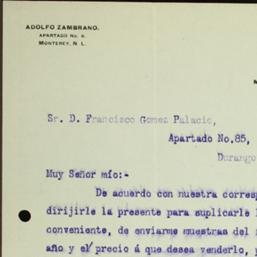 ADOLFO ZAMBRANO.
APARTADO No. 6.
MONTEREY, N. L.
Sr. D. Francisco Gomez Palacio,
Apartado No.85,
Durango
Muy Señor mío:-
De acuerdo con nuestra corresp
dirijirle la presente para suplicarle
conveniente, de enviarme muestras del
año y el precio á que desea venderlo,